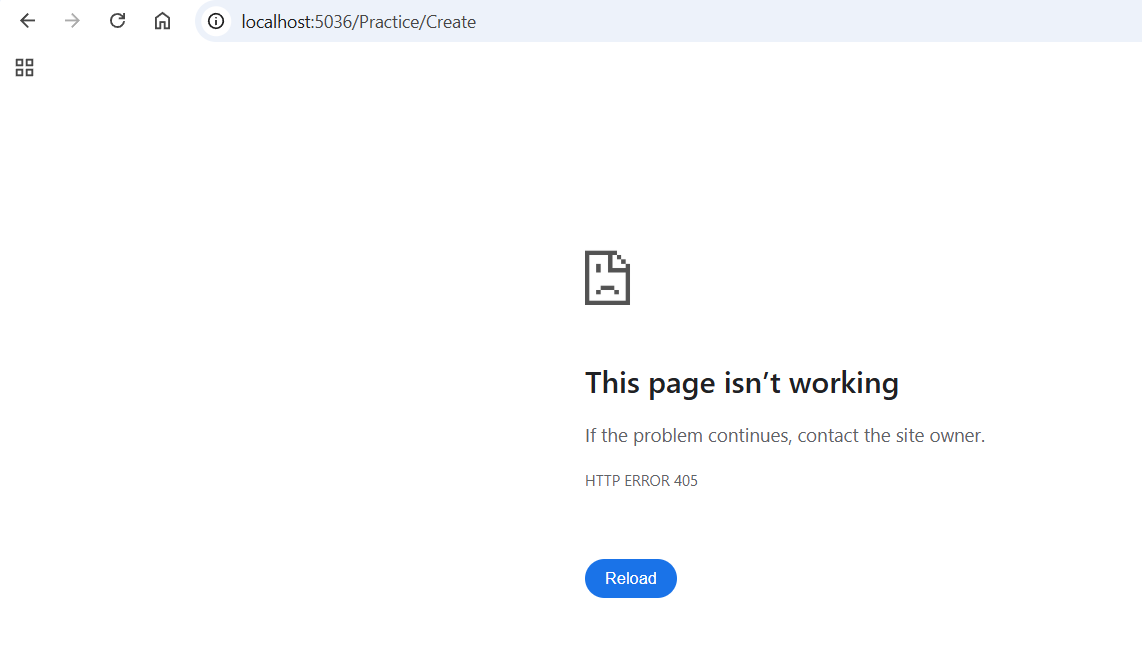 localhost:5036/Practice/Create
This page isn’t working
If the problem continues, contact the site owner.
HTTP ERROR 405
Reload